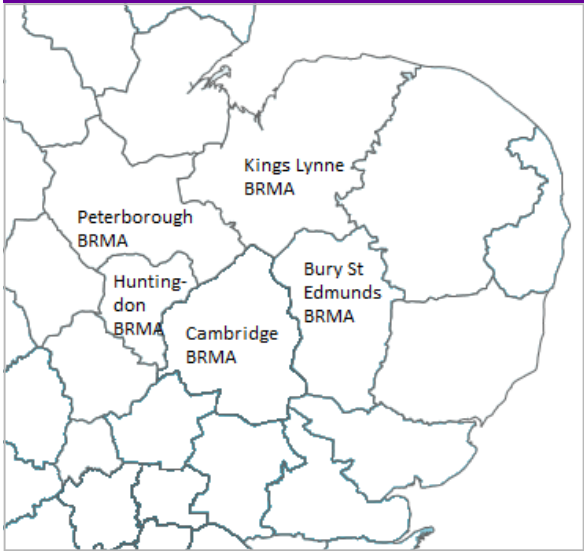 Kings Lynne
BRMA
Peterborough
BRMA
Hunting-
don
BRMA
Bury St
Edmunds
BRMA
Cambridge
BRMA